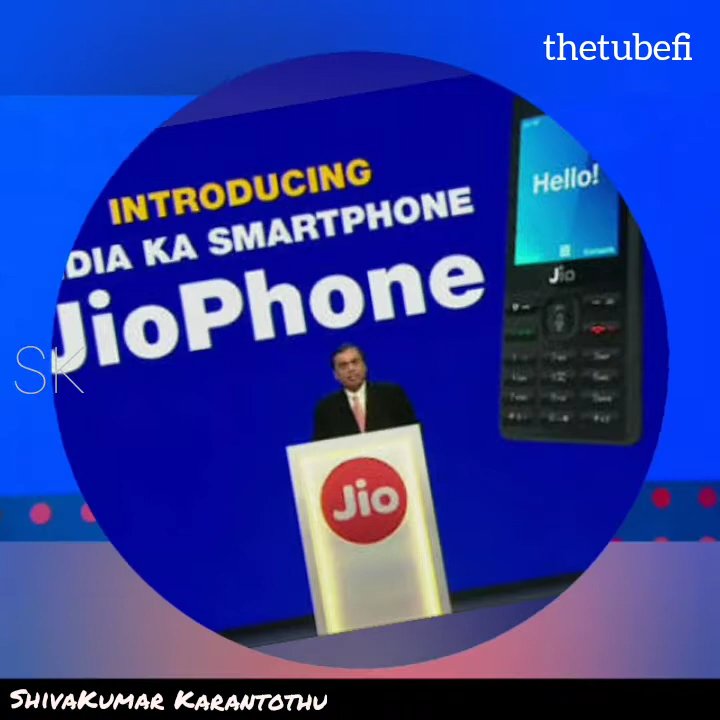 thetubefi
INTRODUCING
DIA KA SMARTPHONE
JioPhone
Hello!
Jio
SK
Jio
ShivaKumar Karantothu